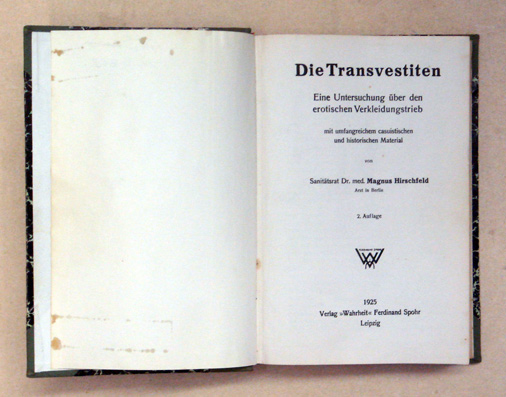 Die Transvestiten
Eine Untersuchung über den
erotischen Verkleidungstrieb
mit umfangreichem casuistischen
und historischen Material
von
Sanitätsrat Dr. med. Magnus Hirschfeld
Arzt in Berlin
2. Auflage
1925
Verlag »Wahrheit« Ferdinand Spohr
Leipzig